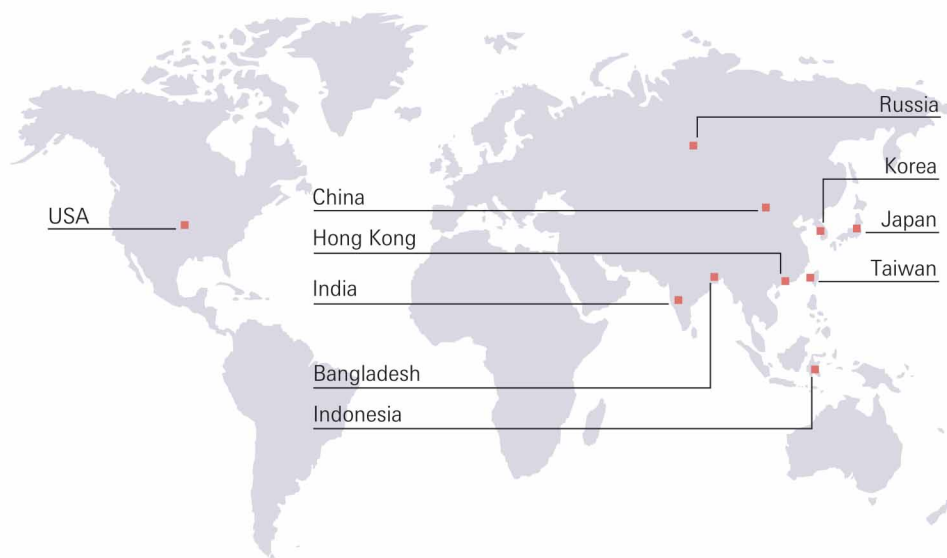 Russia
Korea
China
USA
Japan
Hong Kong
Taiwan
India
Bangladesh
Indonesia